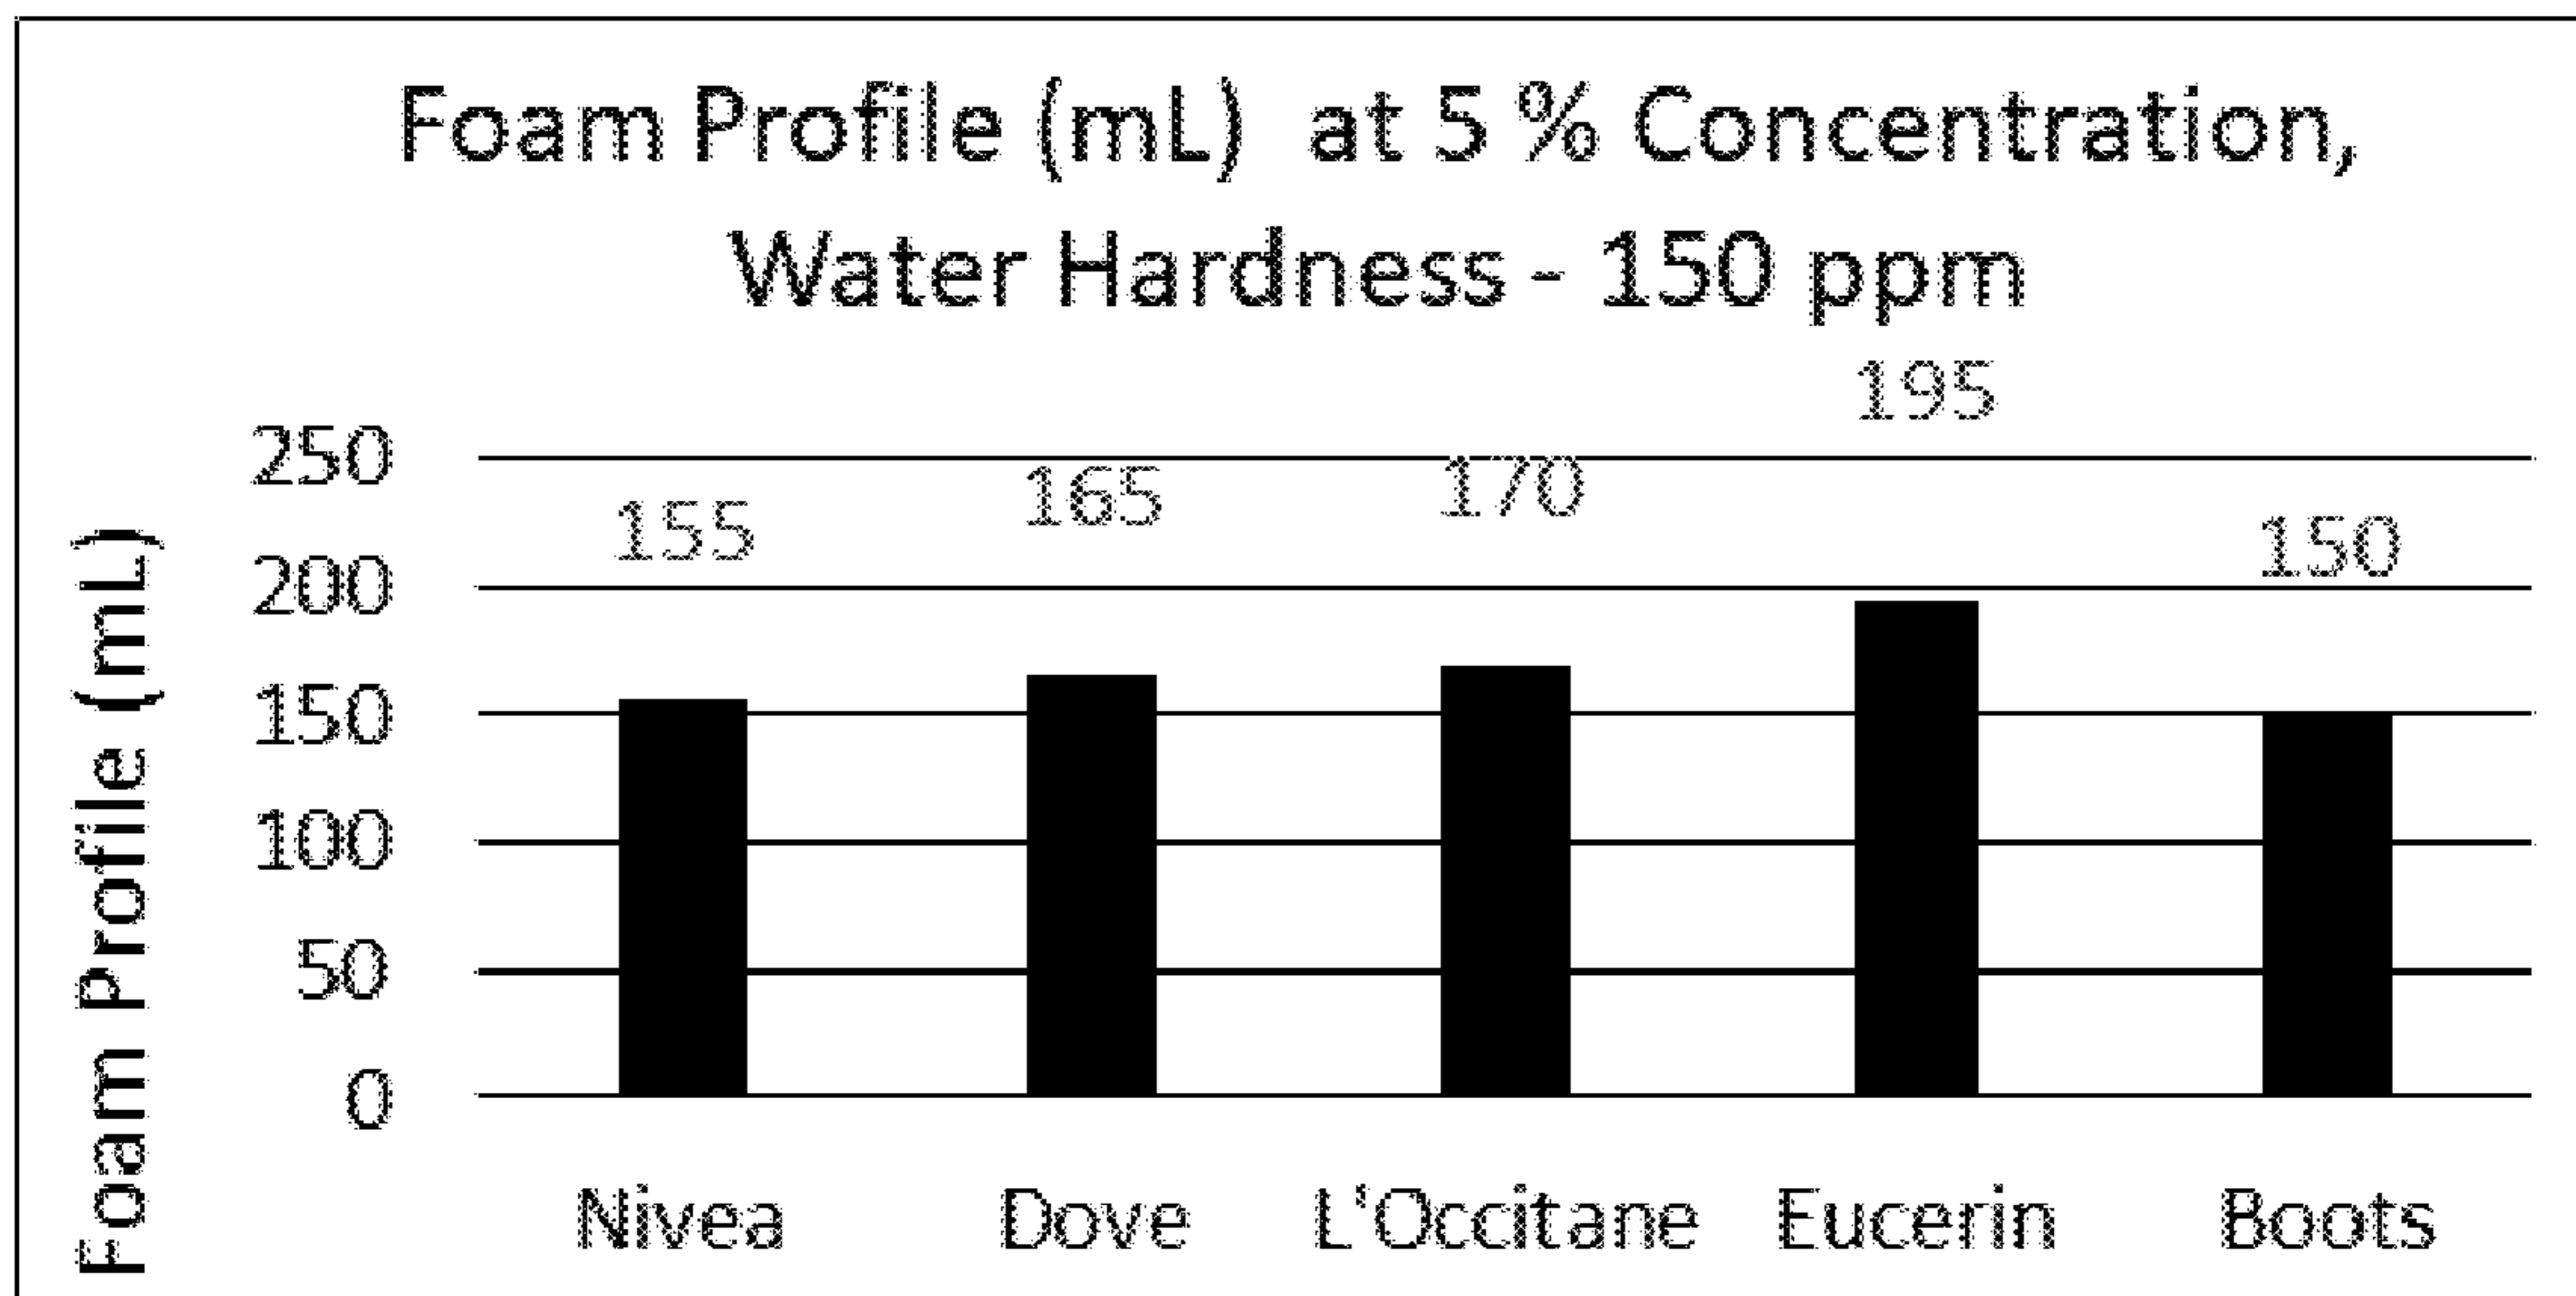 Foam Profile (mL)  at 5 % Concentration,
Water Hardness - 150 ppm
Foam Profile (mL)
250
200
150
100
50
0
155
165
170
195
150
Nivea
Dove
L'Occitane
Eucerin
Boots